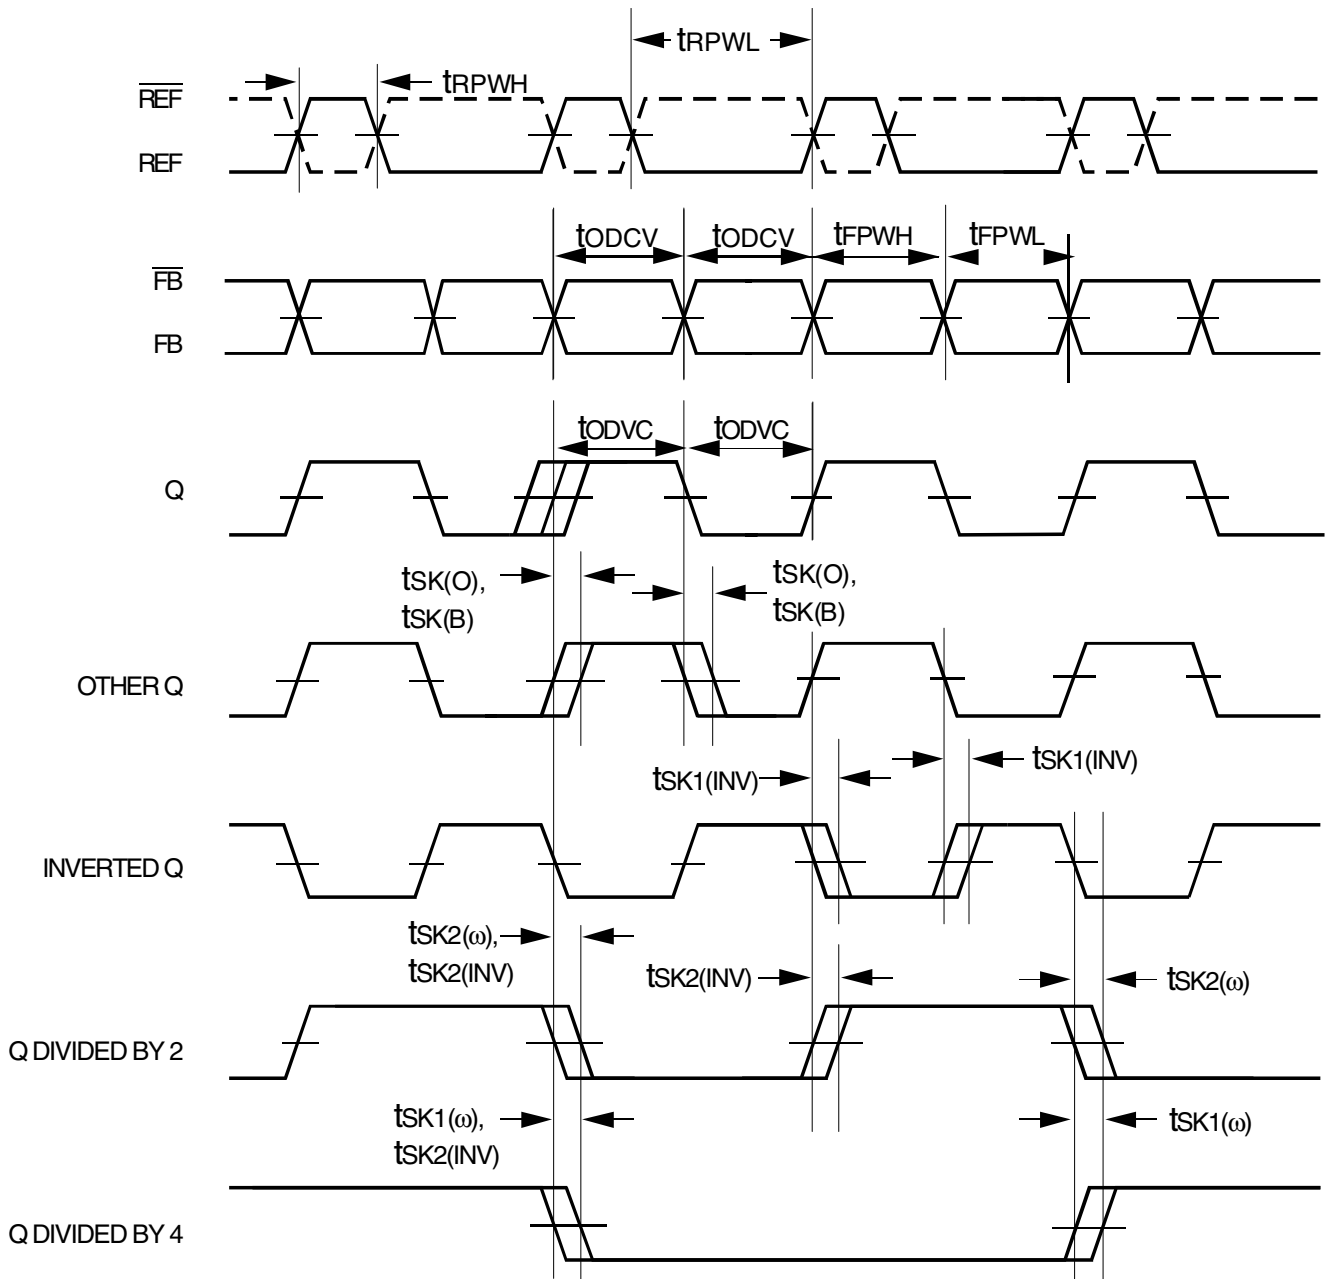 tRPWL
tRPWH
REF
REF
tODCV tODCV tFPWH tFPWL
FB
FB
tODVC tODVC
Q
tSK(O),
tSK(B)
tSK(O),
tSK(B)
OTHER Q
tSK1(INV)
tSK1(INV)
INVERTED Q
tSK2(ω),
tSK2(INV)
tSK2(INV)
tSK2(ω)
Q DIVIDED BY 2
tSK1(ω),
tSK2(INV)
tSK1(ω)
Q DIVIDED BY 4